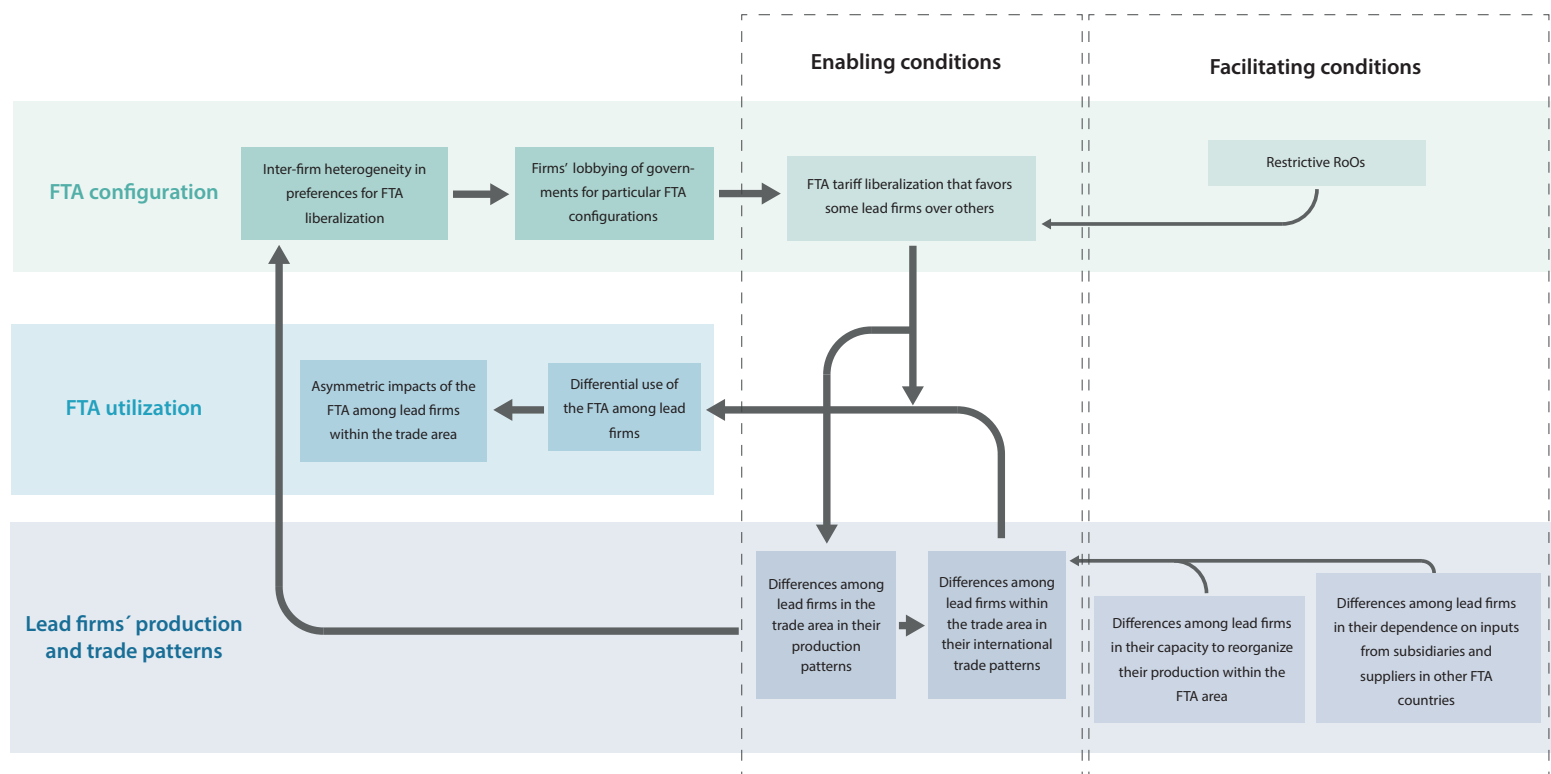 Enabling conditions
Facilitating conditions
FTA configuration
Inter-firm heterogeneity in
preferences for FTA
liberalization
Firms’ lobbying of govern-
ments for particular FTA
configurations
FTA tariff liberalization that favors
some lead firms over others
Restrictive RoOs
FTA utilization
Asymmetric impacts of the
FTA among lead firms
within the trade area
Differential use of
the FTA among lead
firms
Lead firms´ production
and trade patterns
Differences among
lead firms in the
trade area in their
production
patterns
Differences among
lead firms within
the trade area in
their international
trade patterns
Differences among lead firms
in their capacity to reorganize
their production within the
FTA area
Differences among lead firms
in their dependence on inputs
from subsidiaries and
suppliers in other FTA
countries